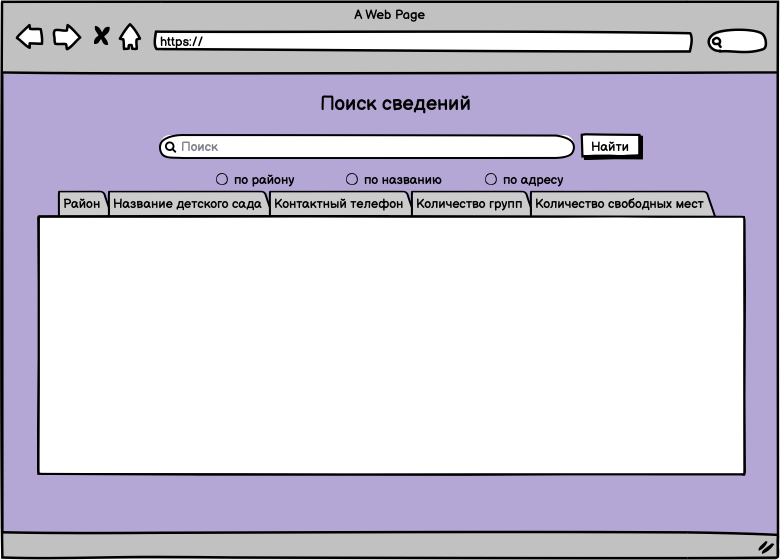 A Web Page
https://
Поиск сведений
Поиск
Найти
по району по названию по адресу
Район Название детского сада Контактный телефон Количество групп Количество свободных мест